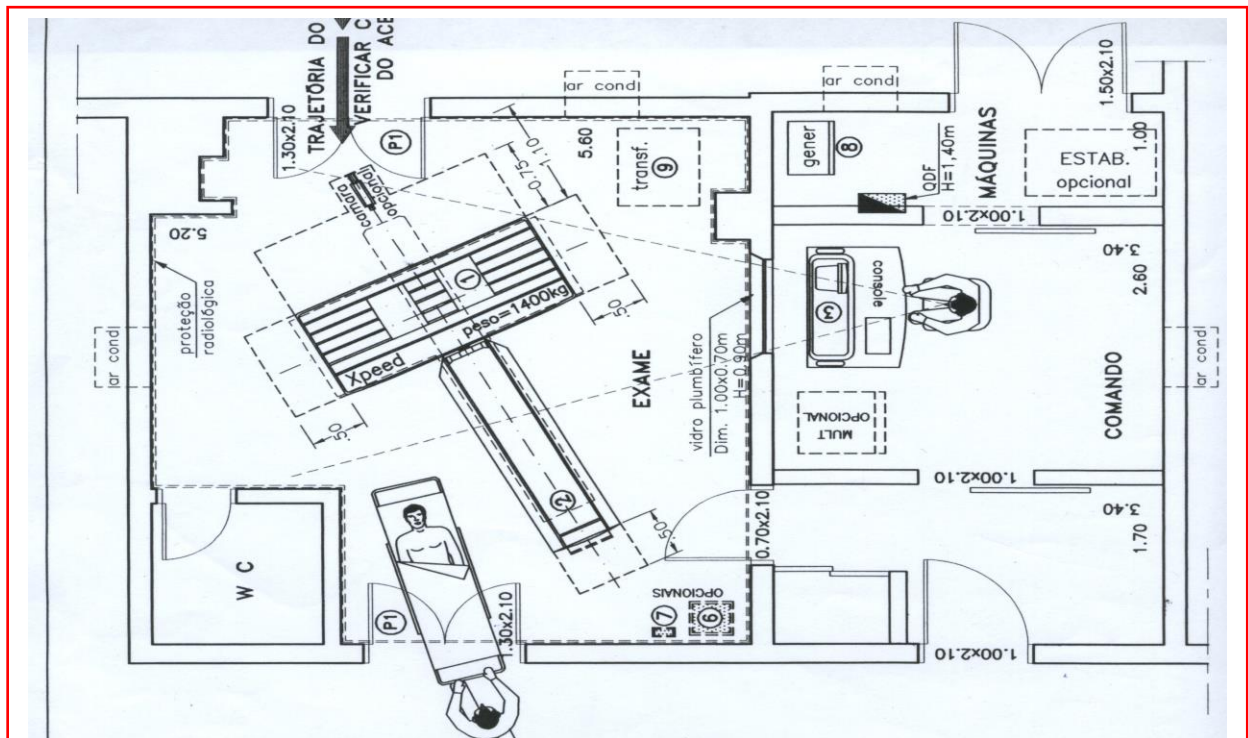 TRAJETÓRIA DO
VERIFICAR C
DO ACE
1.30x2.10
P1
câmara
opcional
ar cond
5.60
1.10
0.75
transf.
9
ar cond
gener
8
QDF
H=1,40m
MÁQUINAS
1.50x2.10
1.00
ESTAB.
opcional
1.00x2.10
5.20
proteção
radiológica
ar cond
1
Xpeed
peso=1400kg
.50
.50
EXAME
vidro plumbífero
Dim. 1.00x0.70m
H=0.90m
console
3
3.40
2.60
COMANDO
ar cond
MULT
OPCIONAL
1.00x2.10
3.40
1.70
2
.50
0.70x2.10
W C
P1
1.30x2.10
OPCIONAIS
7
6
1.00x2.10